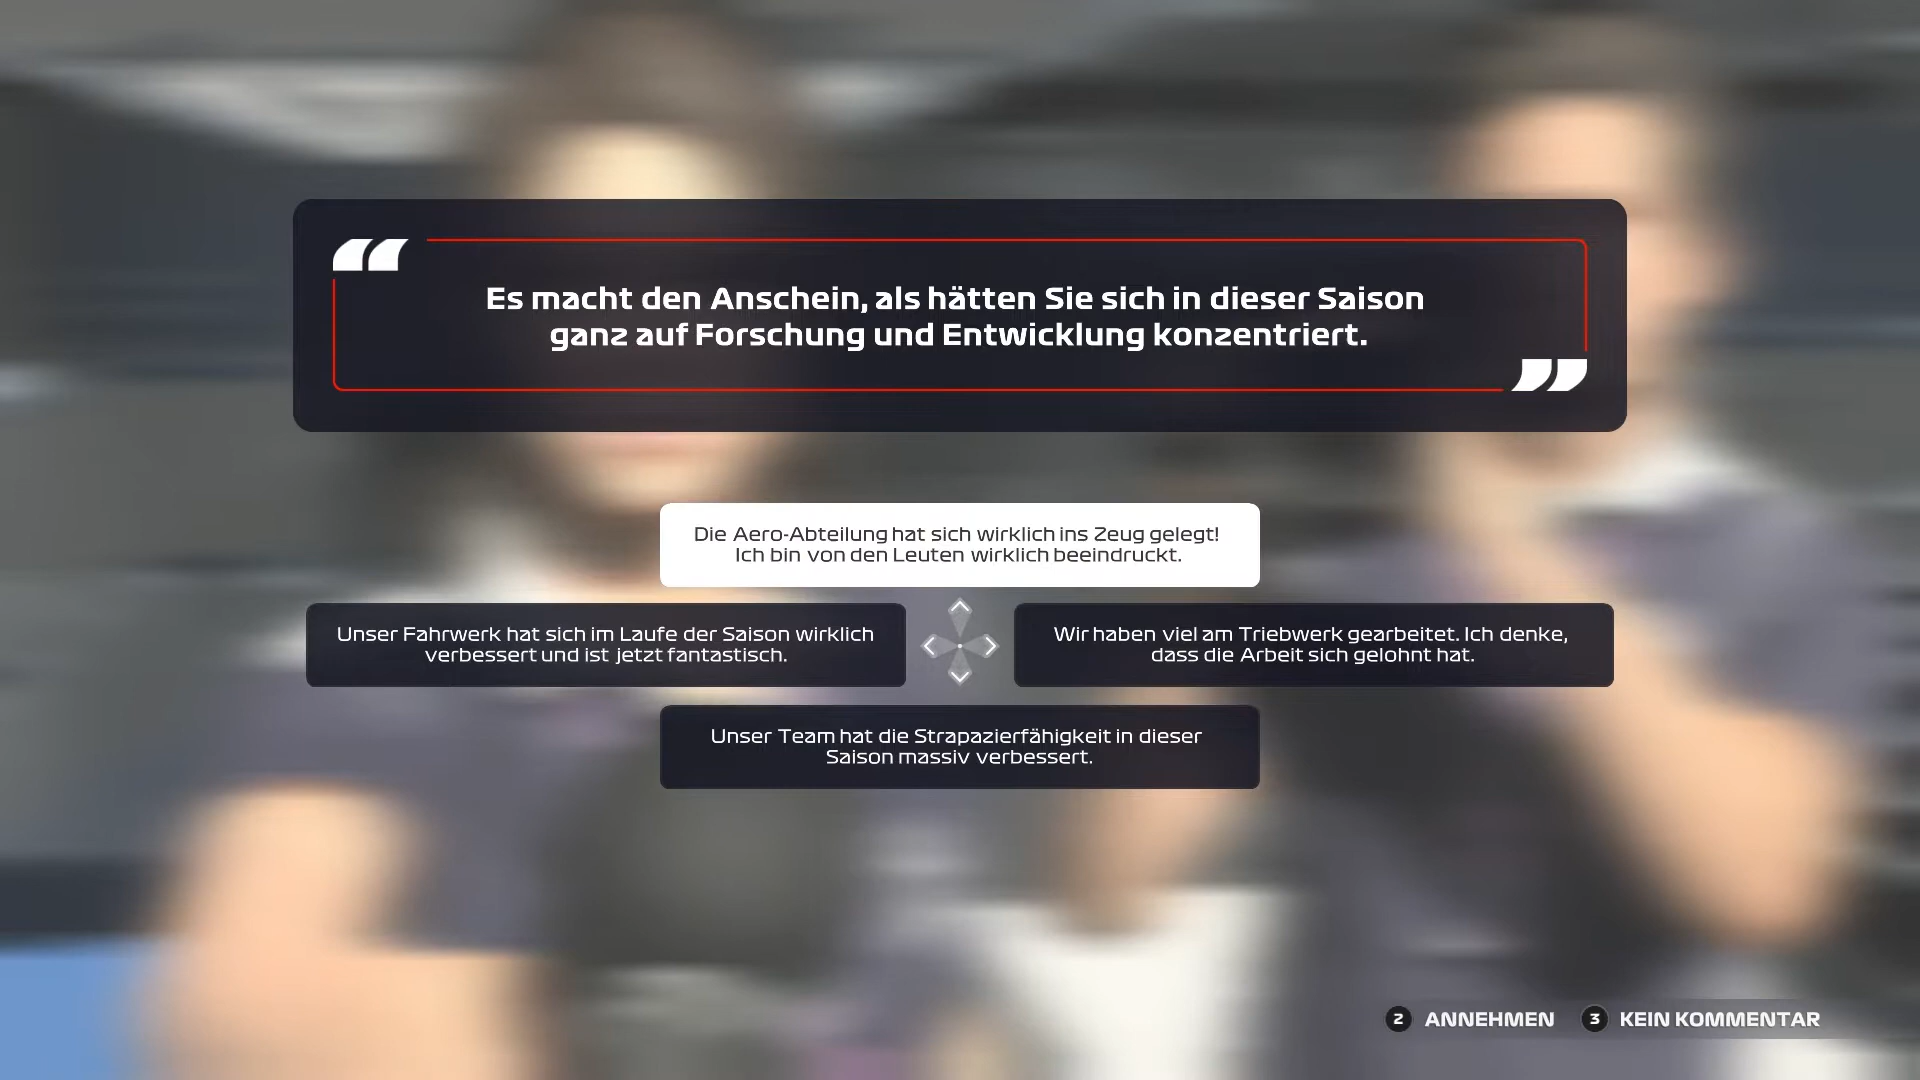 Es macht den Anschein, als hätten Sie sich in dieser Saison
ganz auf Forschung und Entwicklung konzentriert.
Die Aero-Abteilung hat sich wirklich ins Zeug gelegt!
Ich bin von den Leuten wirklich beeindruckt.
Unser Fahrwerk hat sich im Laufe der Saison wirklich
verbessert und ist jetzt fantastisch.
Wir haben viel am Triebwerk gearbeitet. Ich denke,
dass die Arbeit sich gelohnt hat.
Unser Team hat die Strapazierfähigkeit in dieser
Saison massiv verbessert.
2 ANNEHMEN 3 KEIN KOMMENTAR